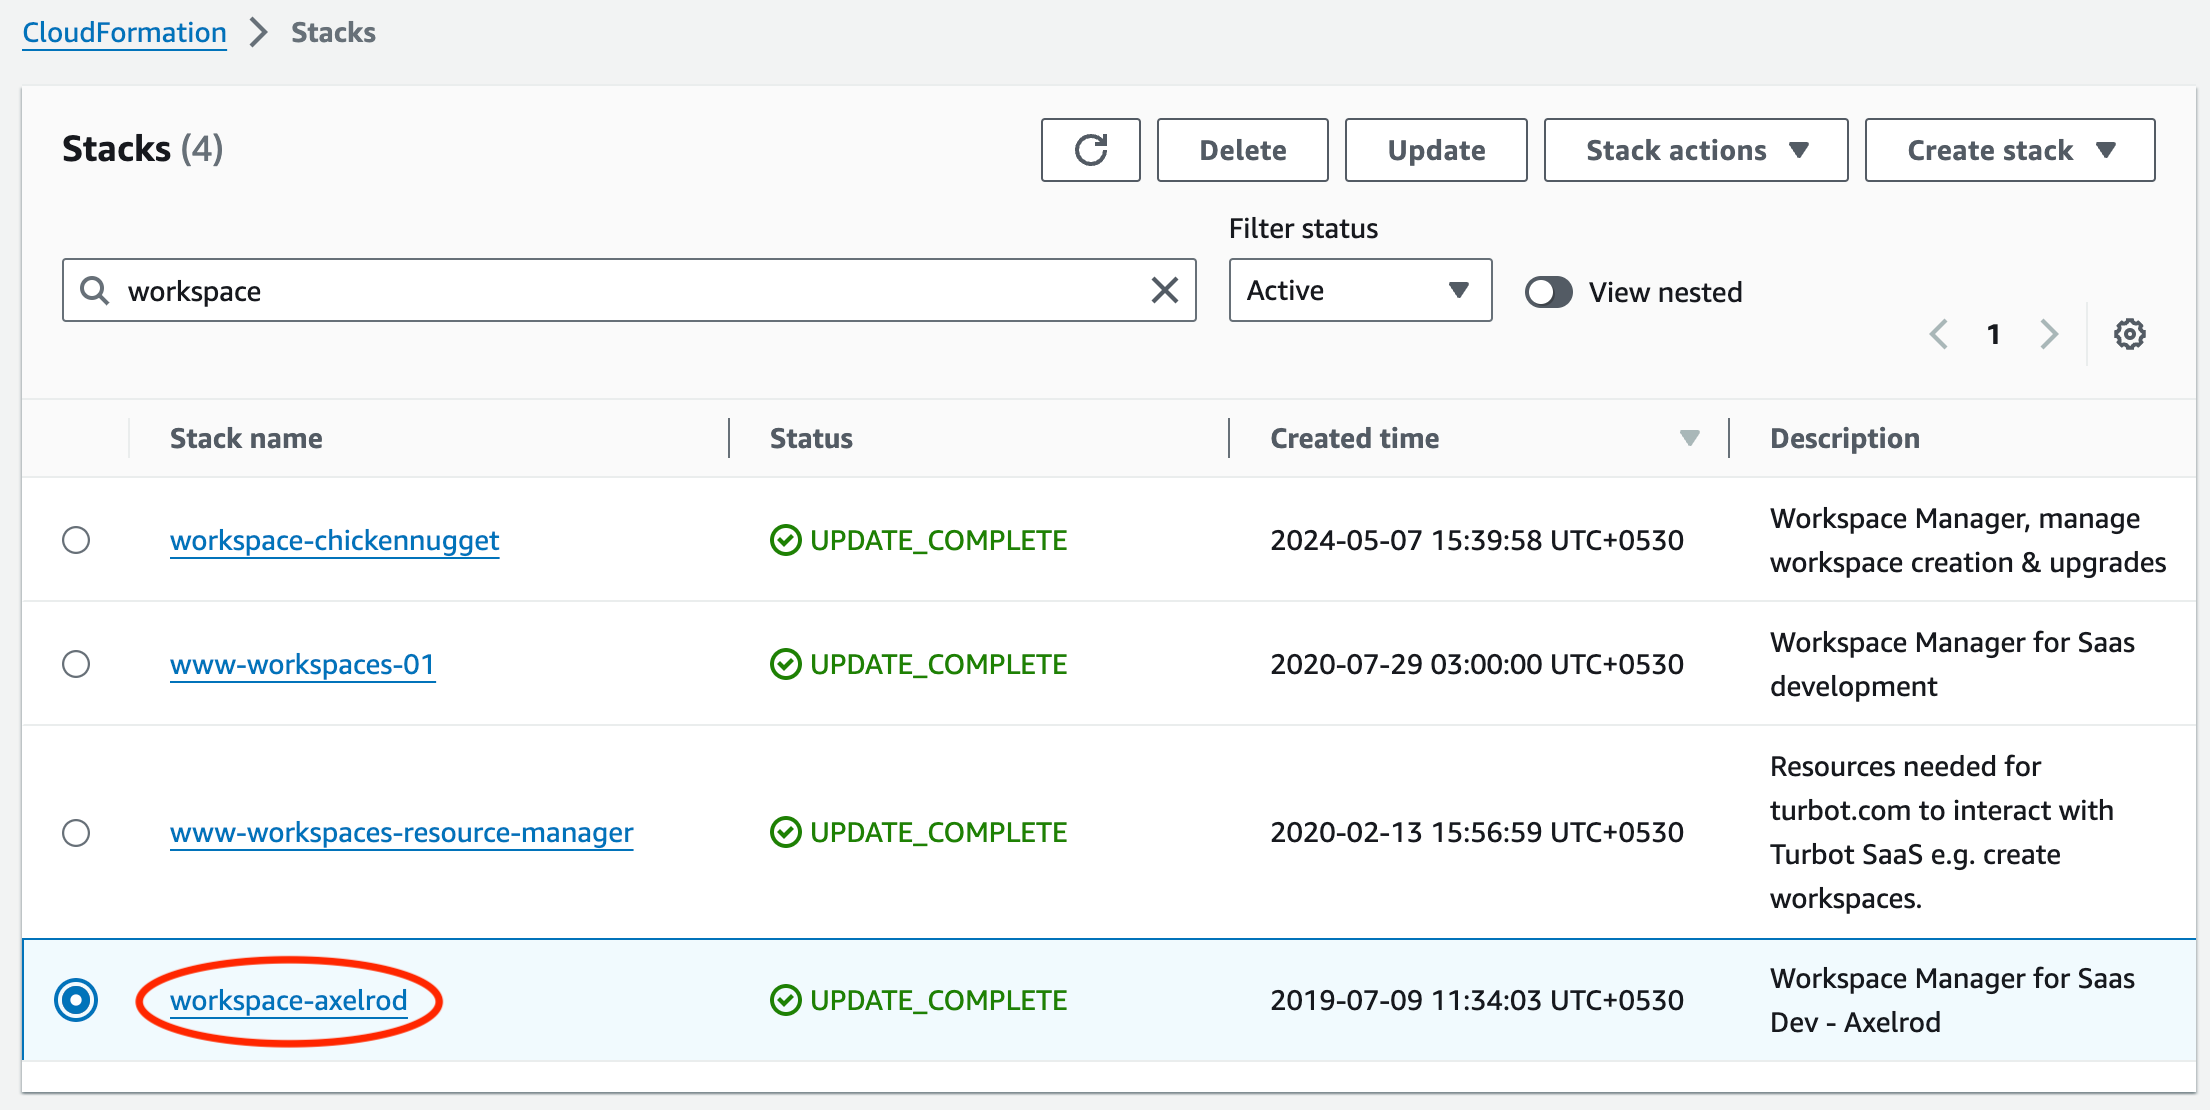 CloudFormation > Stacks
Stacks (4)
Delete
Update
Stack actions
Create stack
Filter status
workspace
Active
View nested
1
Stack name
Status
Created time
Description
workspace-chickennugget
UPDATE_COMPLETE
2024-05-07 15:39:58 UTC+0530
Workspace Manager, manage
workspace creation & upgrades
www-workspaces-01
UPDATE_COMPLETE
2020-07-29 03:00:00 UTC+0530
Workspace Manager for Saas
development
www-workspaces-resource-manager
UPDATE_COMPLETE
2020-02-13 15:56:59 UTC+0530
Resources needed for
turbot.com to interact with
Turbot SaaS e.g. create
workspaces.
workspace-axelrod
UPDATE_COMPLETE
2019-07-09 11:34:03 UTC+0530
Workspace Manager for Saas
Dev - Axelrod